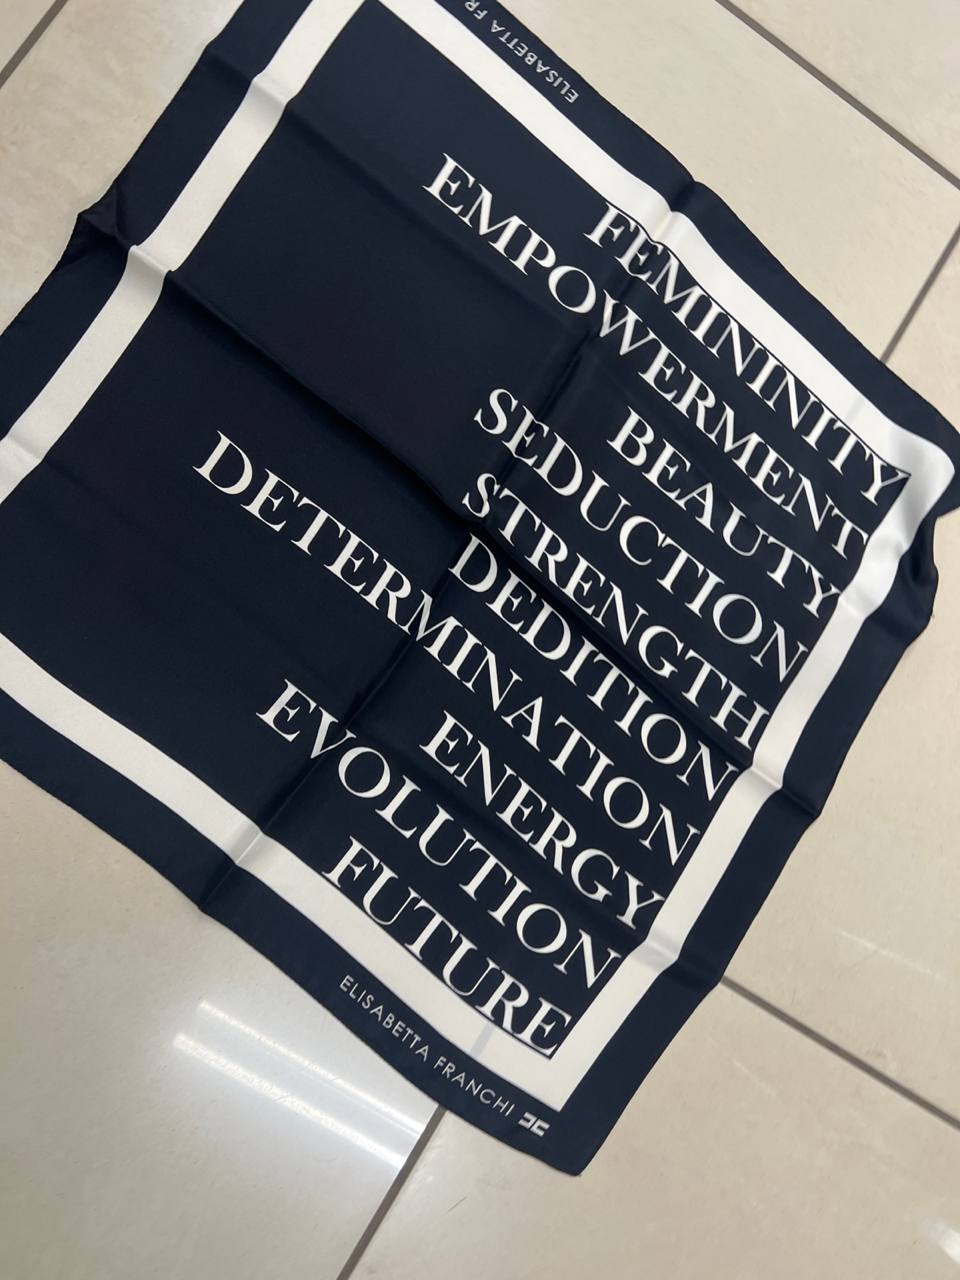 ELISABETTA FR
FEMININITY
EMPOWERMENT
BEAUTY
SEDUCTION
STRENGTH
DEDITION
DETERMINATION
ENERGY
EVOLUTION
FUTURE
ELISABETTA FRANCHI